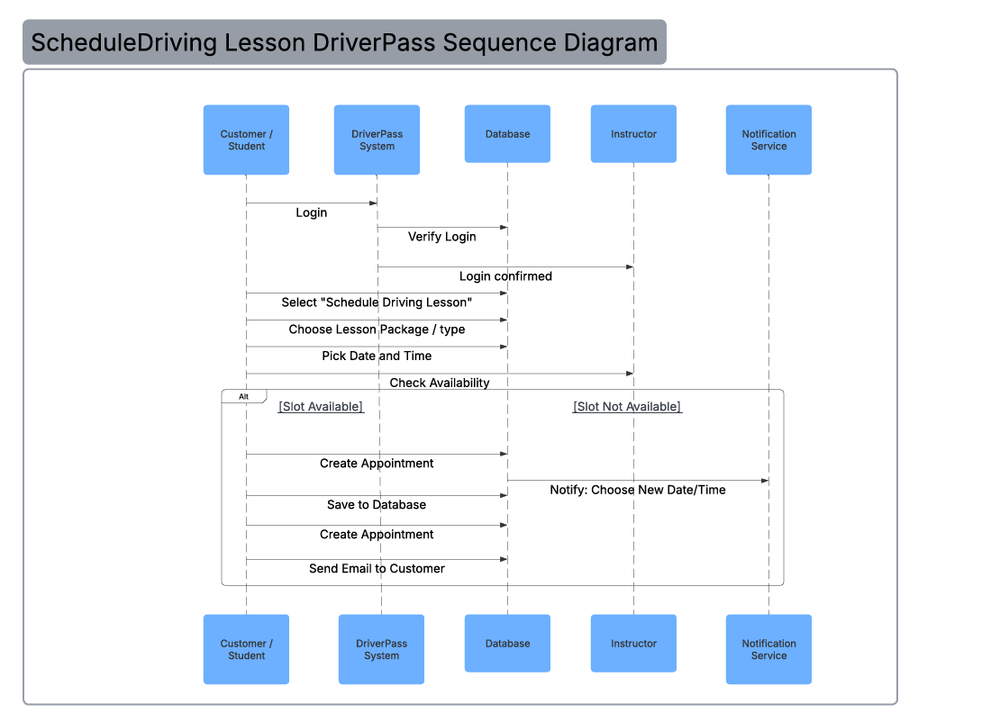 ScheduleDriving Lesson DriverPass Sequence Diagram
Customer /
Student
DriverPass
System
Database
Instructor
Notification
Service
Login
Verify Login
Login confirmed
Select "Schedule Driving Lesson"
Choose Lesson Package / type
Pick Date and Time
Check Availability
Alt
[Slot Available]
[Slot Not Available]
Create Appointment
Notify: Choose New Date/Time
Save to Database
Create Appointment
Send Email to Customer
Customer /
Student
DriverPass
System
Database
Instructor
Notification
Service